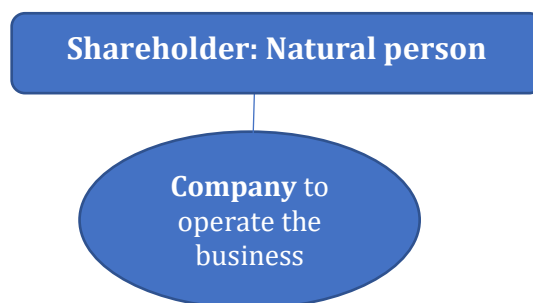 Shareholder: Natural person
Company to
operate the
business